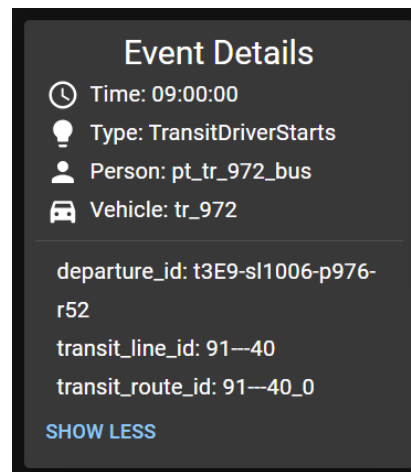 Event Details
Time: 09:00:00
Type: TransitDriverStarts
Person: pt_tr_972_bus
Vehicle: tr_972
departure_id: t3E9-sl1006-p976-
r52
transit_line_id: 91---40
transit_route_id: 91---40_0
SHOW LESS